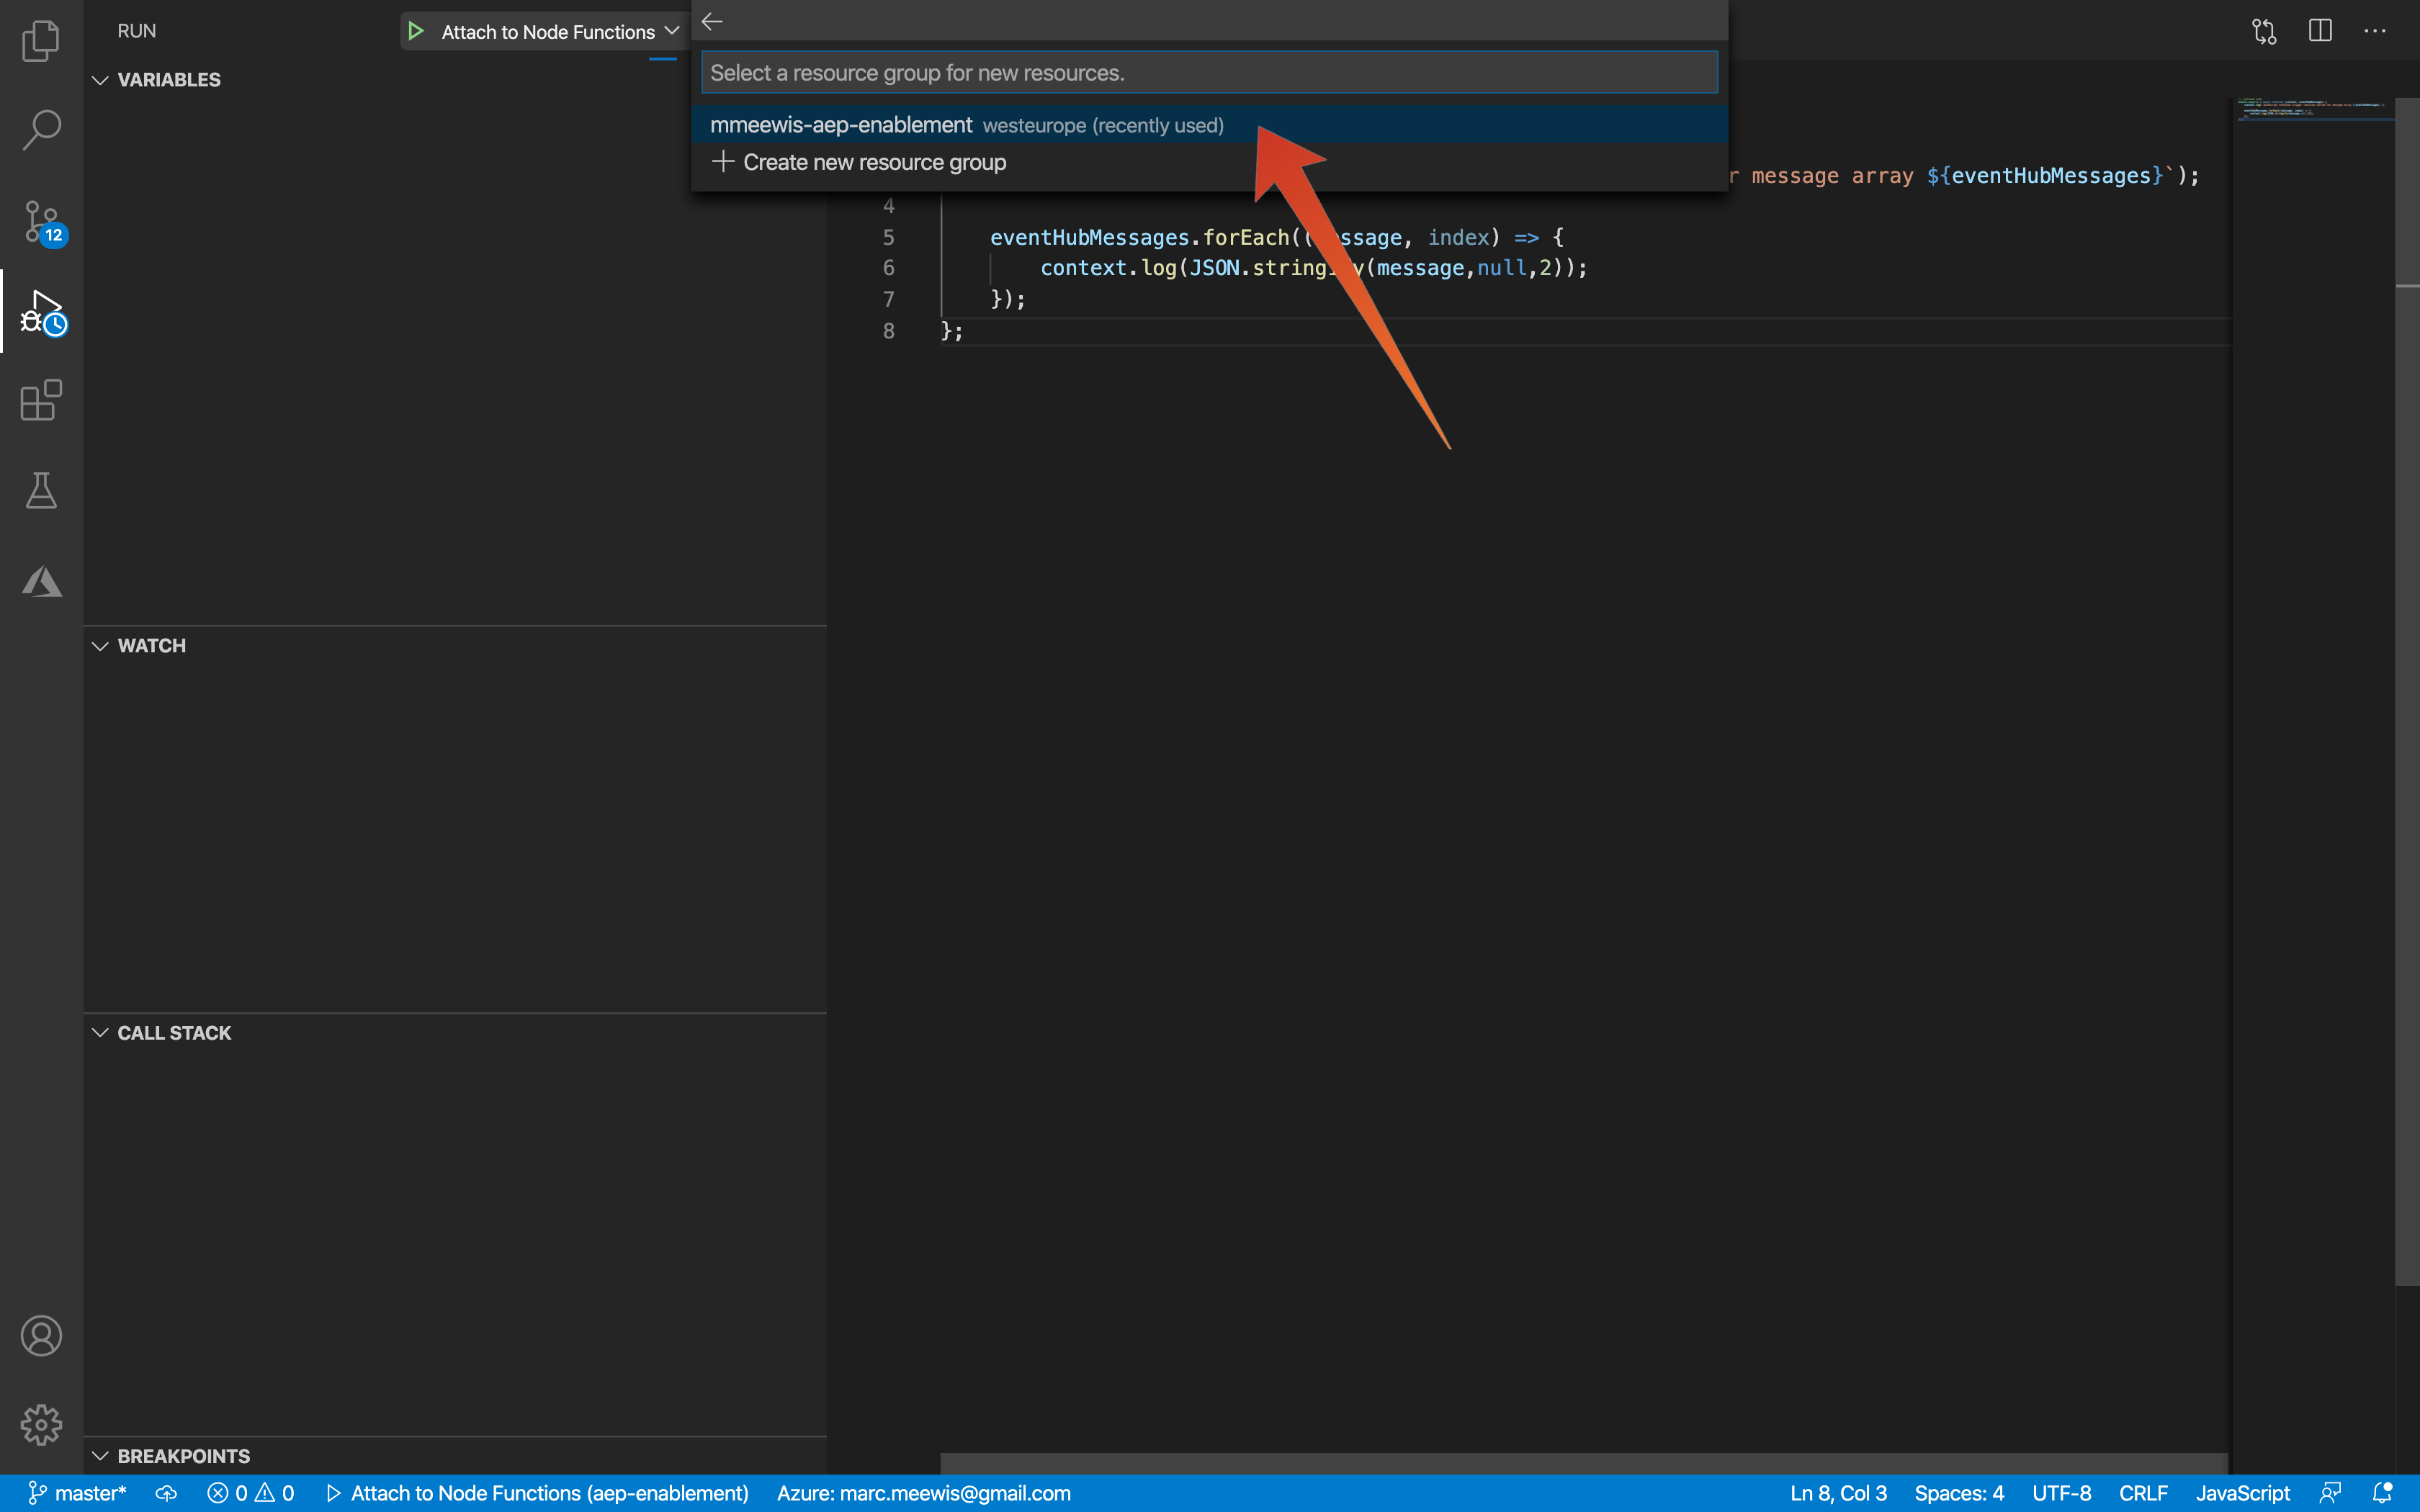 RUN
Attach to Node Functions
Select a resource group for new resources.
mmeewis-aep-enablement westeurope (recently used)
Create new resource group
VARIABLES
r message array ${eventHubMessages}`);
4
5 eventHubMessages.forEach(( ssage, index) => {
6 context.log(JSON.string y(message,null,2));
7 });
8 };
12
WATCH
CALL STACK
BREAKPOINTS
master* 0 0 Attach to Node Functions (aep-enablement) Azure: marc.meewis@gmail.com Ln 8, Col 3 Spaces: 4 UTF-8 CRLF JavaScript